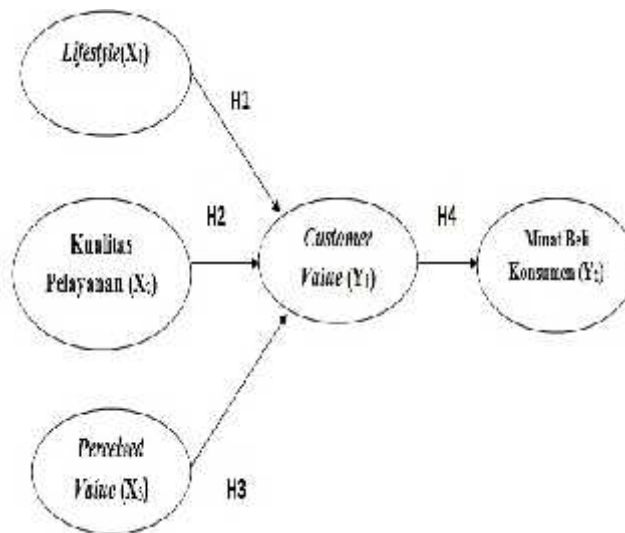 Lifestyle(X₁)
H1
Kualitas
Pelayanan (X₂)
H2
Customer
Value (Y₁)
H4
Minat Beli
Konsumen (Y₂)
Perceived
Value (X₃)
H3